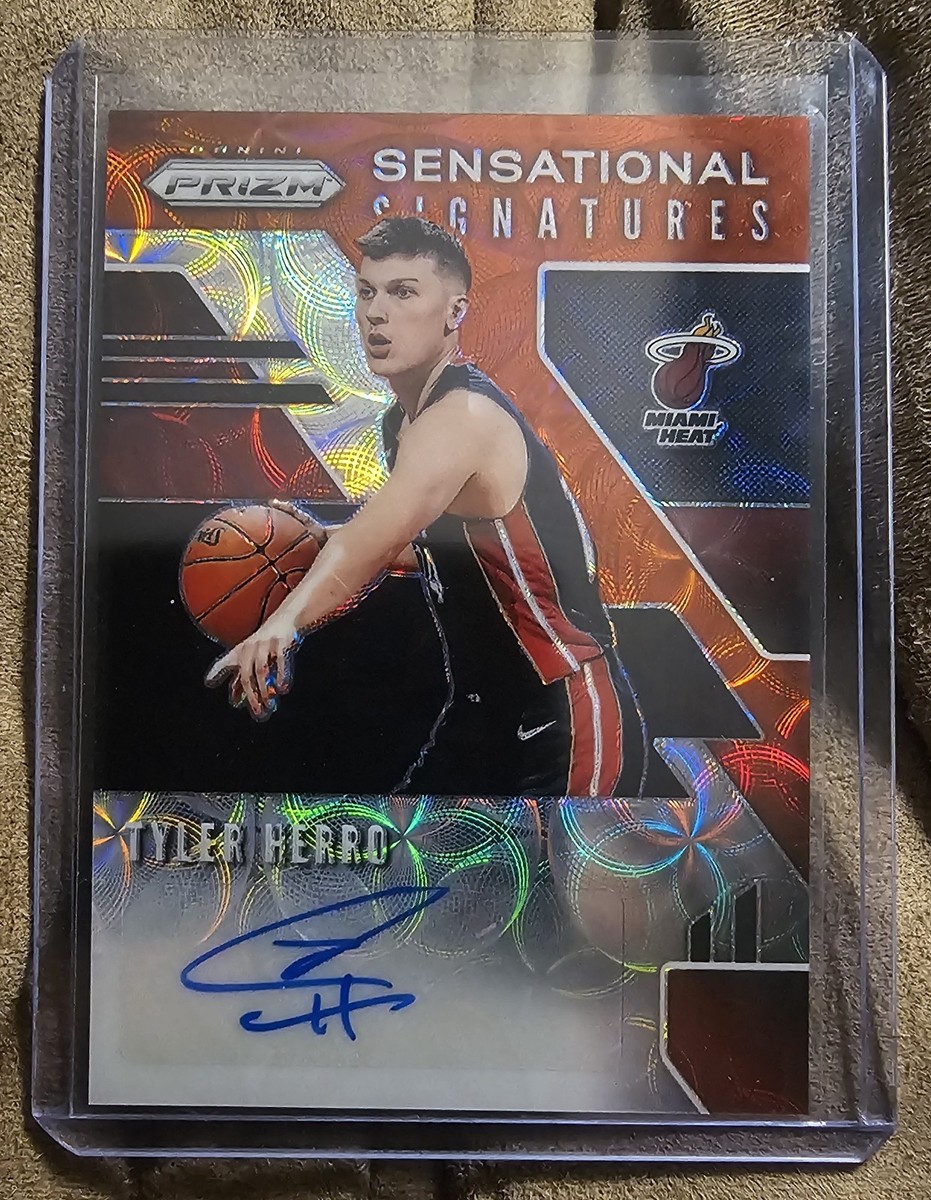 PANINI
PRIZM
SENSATIONAL
SIGNATURES
MIAMI
HEAT
TYLER HERRO